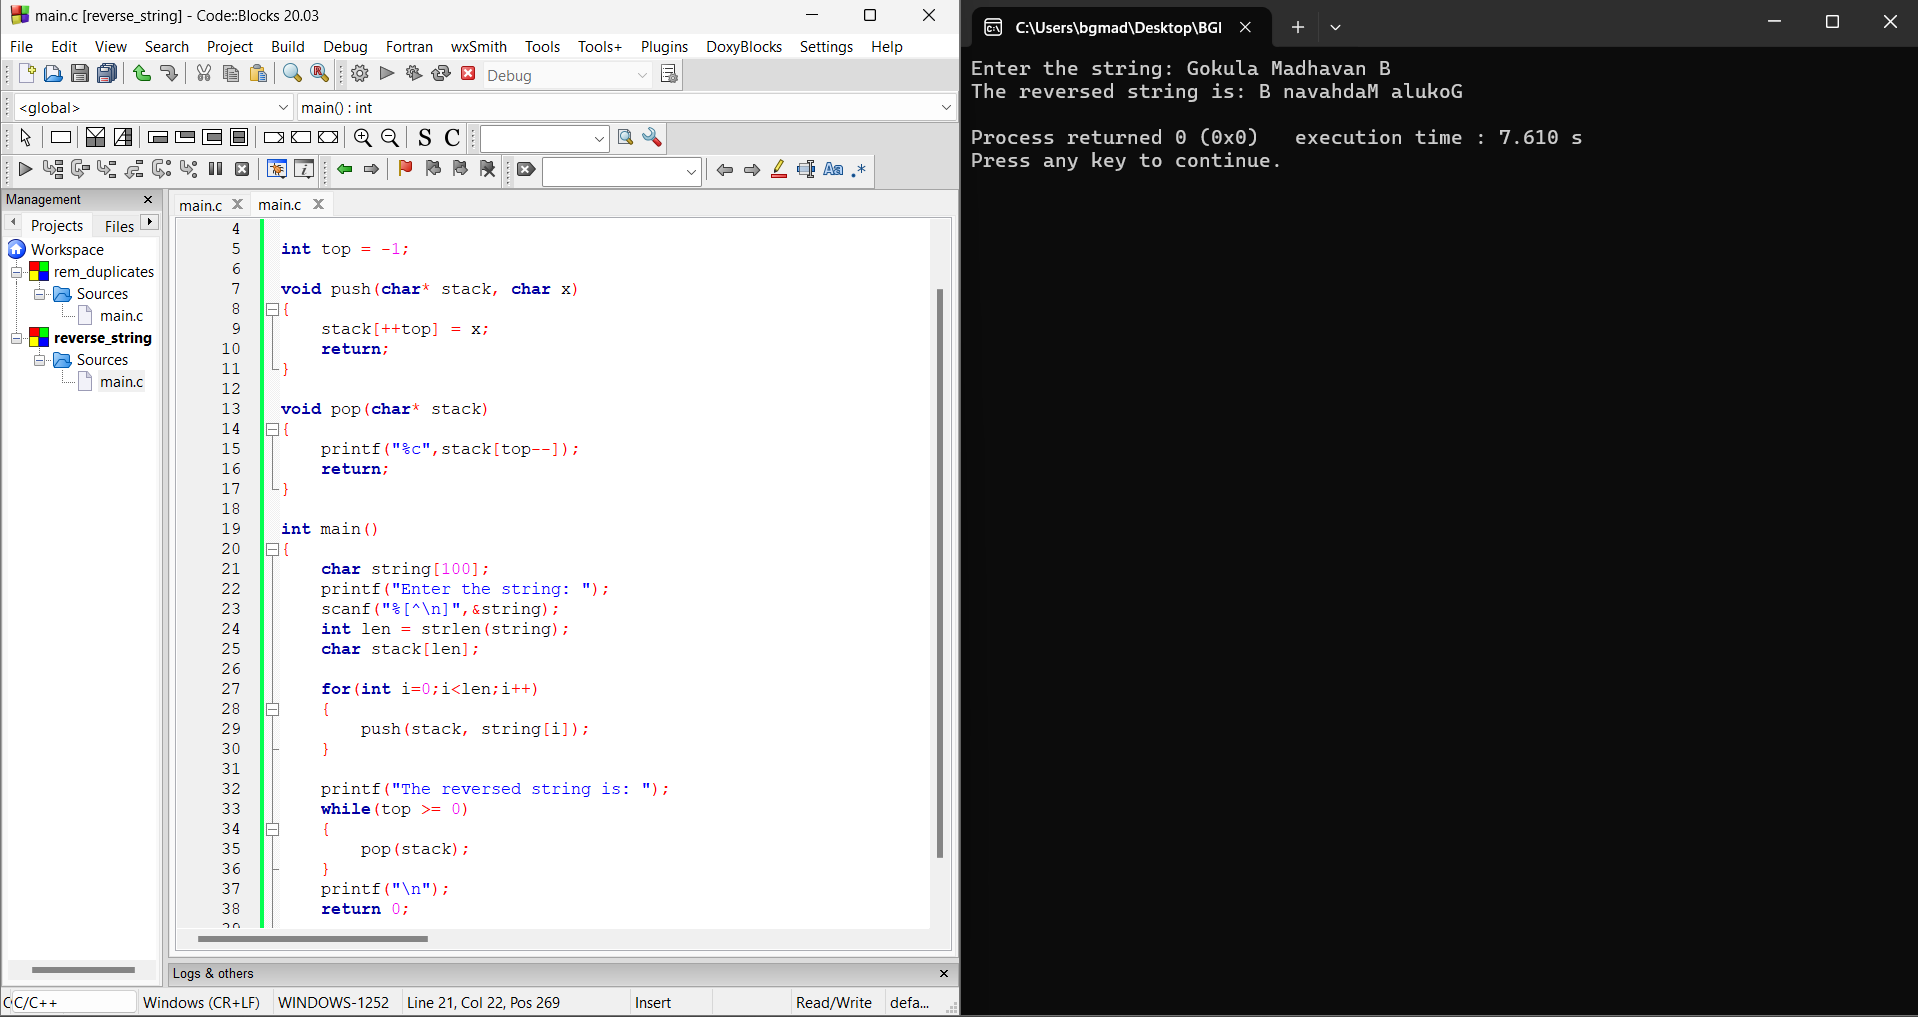 main.c [reverse_string] - Code::Blocks 20.03
File Edit View Search Project Build Debug Fortran wxSmith Tools Tools+ Plugins DoxyBlocks Settings Help
Debug
<global>
main() : int
S C
Aa .*
Management
Projects Files
Workspace
rem_duplicates
Sources
main.c
reverse_string
Sources
main.c
main.c main.c
4
5 int top = -1;
6
7 void push(char* stack, char x)
8 {
9 stack[++top] = x;
10 return;
11 }
12
13 void pop(char* stack)
14 {
15 printf("%c",stack[top--]);
16 return;
17 }
18
19 int main()
20 {
21 char string[100];
22 printf("Enter the string: ");
23 scanf("%[^\n]",&string);
24 int len = strlen(string);
25 char stack[len];
26
27 for(int i=0;i<len;i++)
28 {
29 push(stack, string[i]);
30 }
31
32 printf("The reversed string is: ");
33 while(top >= 0)
34 {
35 pop(stack);
36 }
37 printf("\n");
38 return 0;
39
Logs & others
C/C++ Windows (CR+LF) WINDOWS-1252 Line 21, Col 22, Pos 269 Insert Read/Write defa...
C:\Users\bgmad\Desktop\BGI
Enter the string: Gokula Madhavan B
The reversed string is: B navahdaM alukoG
Process returned 0 (0x0) execution time : 7.610 s
Press any key to continue.